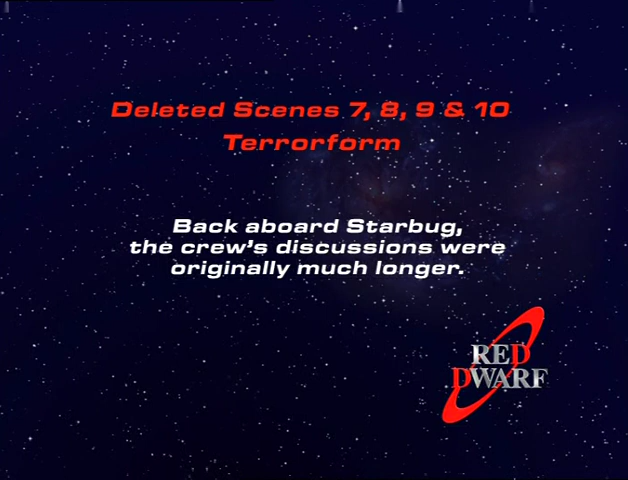 Deleted Scenes 7, 8, 9 & 10
Terrorform
Back aboard Starbug,
the crew's discussions were
originally much longer.
RED
DWARF